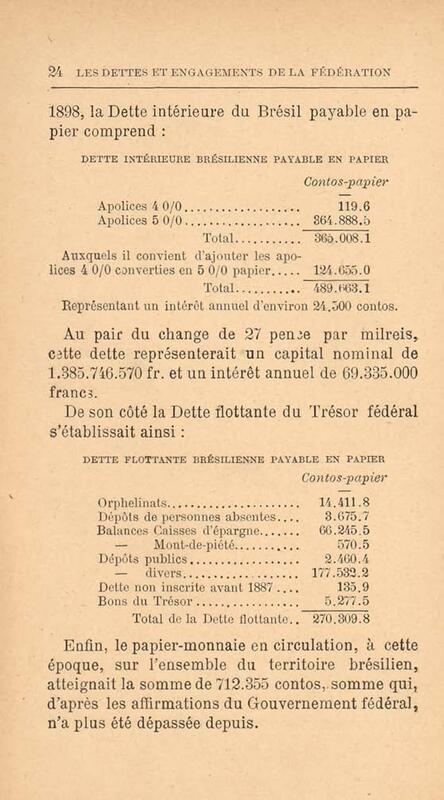 24 LES DETTES ET ENGAGEMENTS DE LA FÉDÉRATION
1898, la Dette intérieure du Brésil payable en pa-
pier comprend :
DETTE INTÉRIEURE BRÉSILIENNE PAYABLE EN PAPIER
Contos-papier
Apolices 4 0/0.................... 119.6
Apolices 5 0/0.................... 364.888.5
Total........... 365.008.1
Auxquels il convient d'ajouter les apo-
lices 4 0/0 converties en 5 0/0 papier..... 124.655.0
Total........... 489.663.1
Représentant un intérêt annuel d'environ 24.500 contos.
Au pair du change de 27 pence par milreis,
cette dette représenterait un capital nominal de
1.385.746.570 fr. et un intérêt annuel de 69.335.000
francs.
De son côté la Dette flottante du Trésor fédéral
s'établissait ainsi :
DETTE FLOTTANTE BRÉSILIENNE PAYABLE EN PAPIER
Contos-papier
Orphelinats....................... 14.411.8
Dépôts de personnes absentes.... 3.675.7
Balances Caisses d'épargne....... 66.245.5
— Mont-de-piété.......... 570.5
Dépôts publics................... 2.460.4
— divers.................... 177.532.2
Dette non inscrite avant 1887 .... 135.9
Bons du Trésor.................. 5.277.5
Total de la Dette flottante.. 270.309.8
Enfin, le papier-monnaie en circulation, à cette
époque, sur l'ensemble du territoire brésilien,
atteignait la somme de 712.355 contos, somme qui,
d'après les affirmations du Gouvernement fédéral,
n'a plus été dépassée depuis.